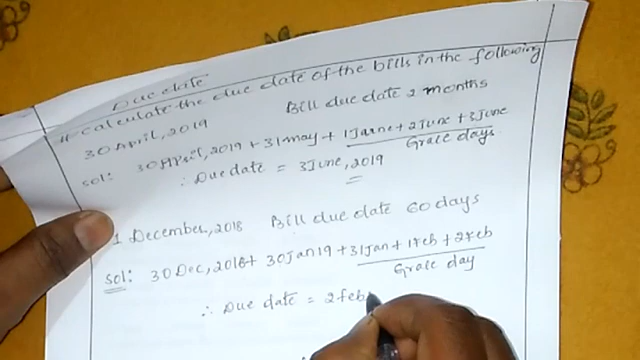 Due date
1) calculate the due date of the bills in the following
30 April, 2019 Bill due date 2 months
sol: 30 April, 2019 + 31 may + 1 June + 2 June + 3 June
Grace days
∴ Due date = 3 June, 2019
1 December, 2018 Bill due date 60 days
sol: 30 Dec, 2018 + 30 Jan 19 + 31 Jan + 1 Feb + 2 Feb
Grace day
∴ Due date = 2 feb